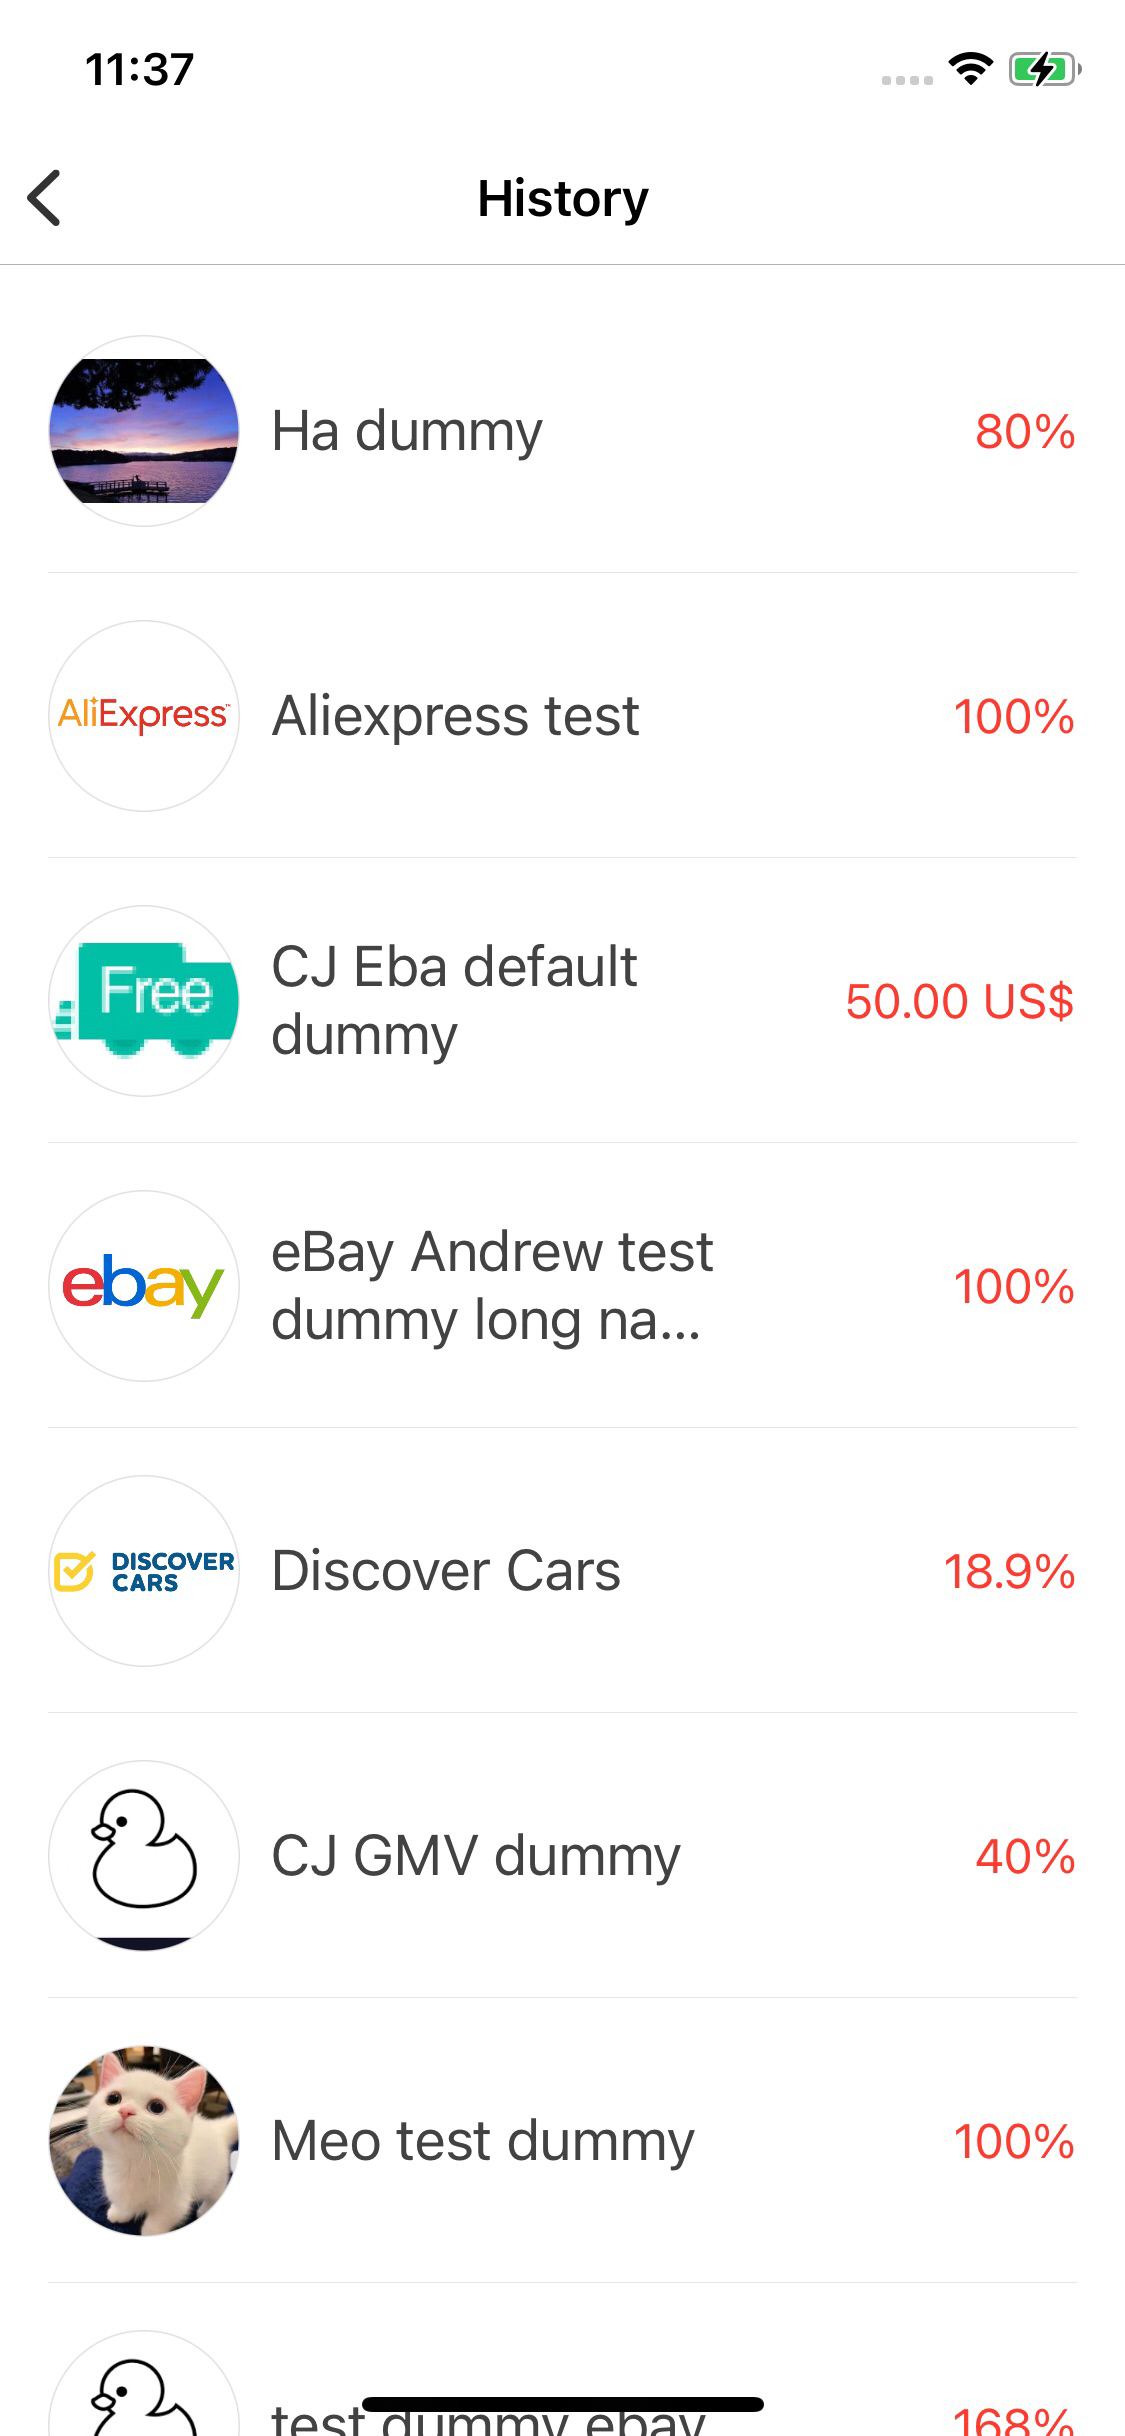 11:37
History
Ha dummy
80%
AliExpress™
Aliexpress test
100%
Free
CJ Eba default
dummy
50.00 US$
ebay
eBay Andrew test
dummy long na...
100%
DISCOVER
CARS
Discover Cars
18.9%
CJ GMV dummy
40%
Meo test dummy
100%
test dummy ebay
168%